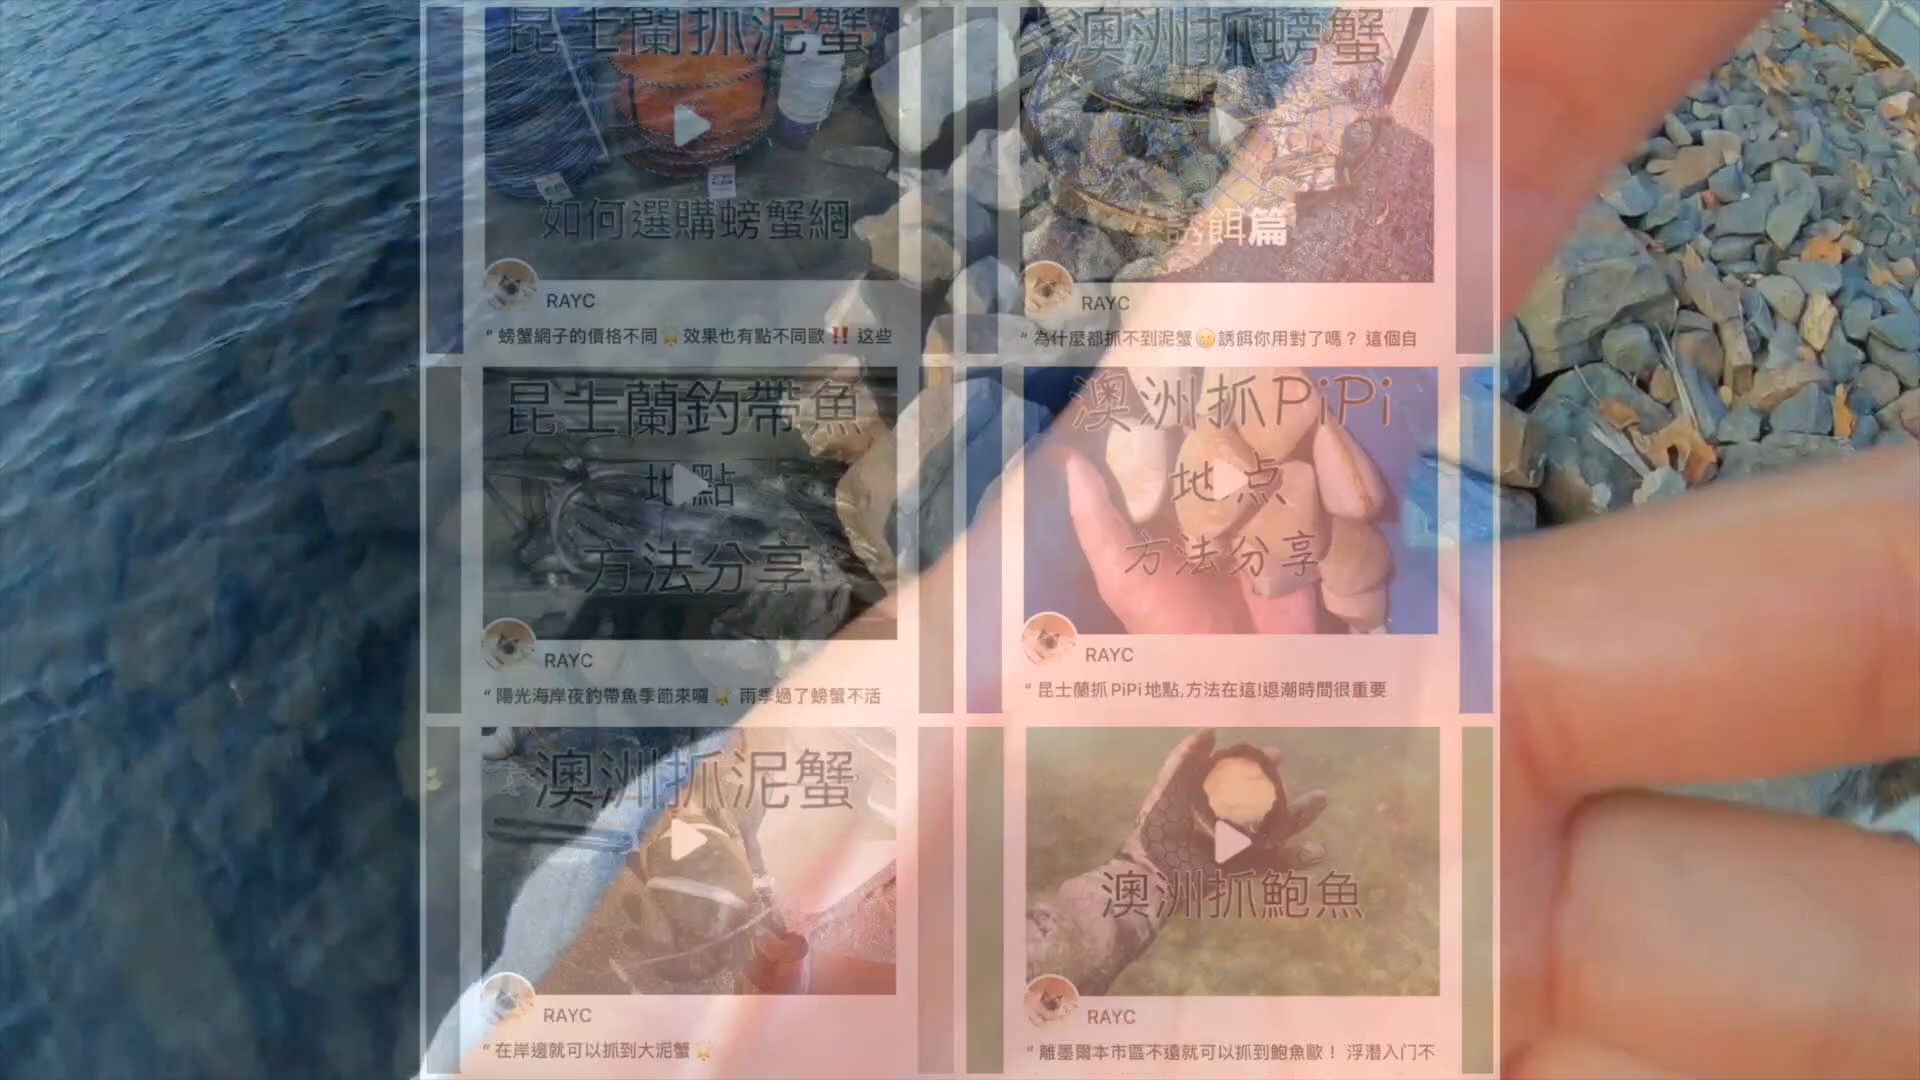 昆士蘭抓泥蟹
如何選購螃蟹網
RAYC
“ 螃蟹網子的價格不同🌟效果也有點不同歐‼️ 这些
澳洲抓螃蟹
誘餌篇
RAYC
“ 為什麼都抓不到泥蟹🥲誘餌你用對了嗎？ 這個自
昆士蘭釣帶魚
地點
方法分享
RAYC
“ 陽光海岸夜釣帶魚季節來囉🌟 雨季過了螃蟹不活
澳洲抓PiPi
地点
方法分享
RAYC
“ 昆士蘭抓PiPi地點,方法在這!退潮時間很重要
澳洲抓泥蟹
RAYC
“ 在岸邊就可以抓到大泥蟹🌟
澳洲抓鮑魚
RAYC
“ 離墨爾本市區不遠就可以抓到鮑魚歐！ 浮潛入门不